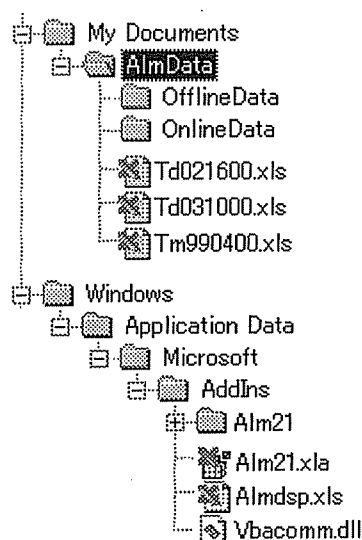 My Documents
AlmData
OfflineData
OnlineData
Td021600.xls
Td031000.xls
Tm990400.xls
Windows
Application Data
Microsoft
AddIns
Alm21
Alm21.xla
Almdsp.xls
Vbacomm.dll